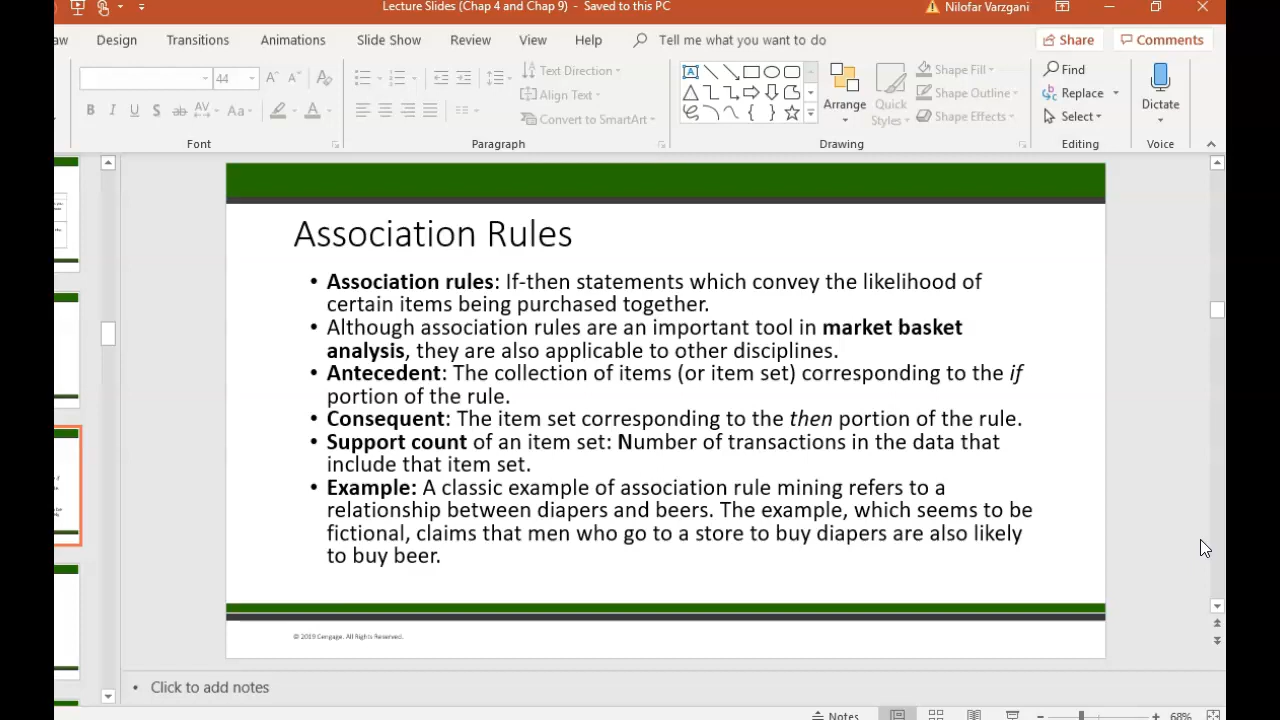 Lecture Slides (Chap 4 and Chap 9) - Saved to this PC
Nilofar Varzgani
aw Design Transitions Animations Slide Show Review View Help Tell me what you want to do Share Comments
44 A A A Text Direction Shape Fill Find
Align Text Arrange Quick Styles Shape Outline Replace Dictate
B I U S ab AV Aa A Convert to SmartArt Shape Effects Select
Font Paragraph Drawing Editing Voice
Association Rules
• Association rules: If-then statements which convey the likelihood of
certain items being purchased together.
• Although association rules are an important tool in market basket
analysis, they are also applicable to other disciplines.
• Antecedent: The collection of items (or item set) corresponding to the if
portion of the rule.
• Consequent: The item set corresponding to the then portion of the rule.
• Support count of an item set: Number of transactions in the data that
include that item set.
• Example: A classic example of association rule mining refers to a
relationship between diapers and beers. The example, which seems to be
fictional, claims that men who go to a store to buy diapers are also likely
to buy beer.
© 2019 Cengage. All Rights Reserved.
• Click to add notes
Notes 68%